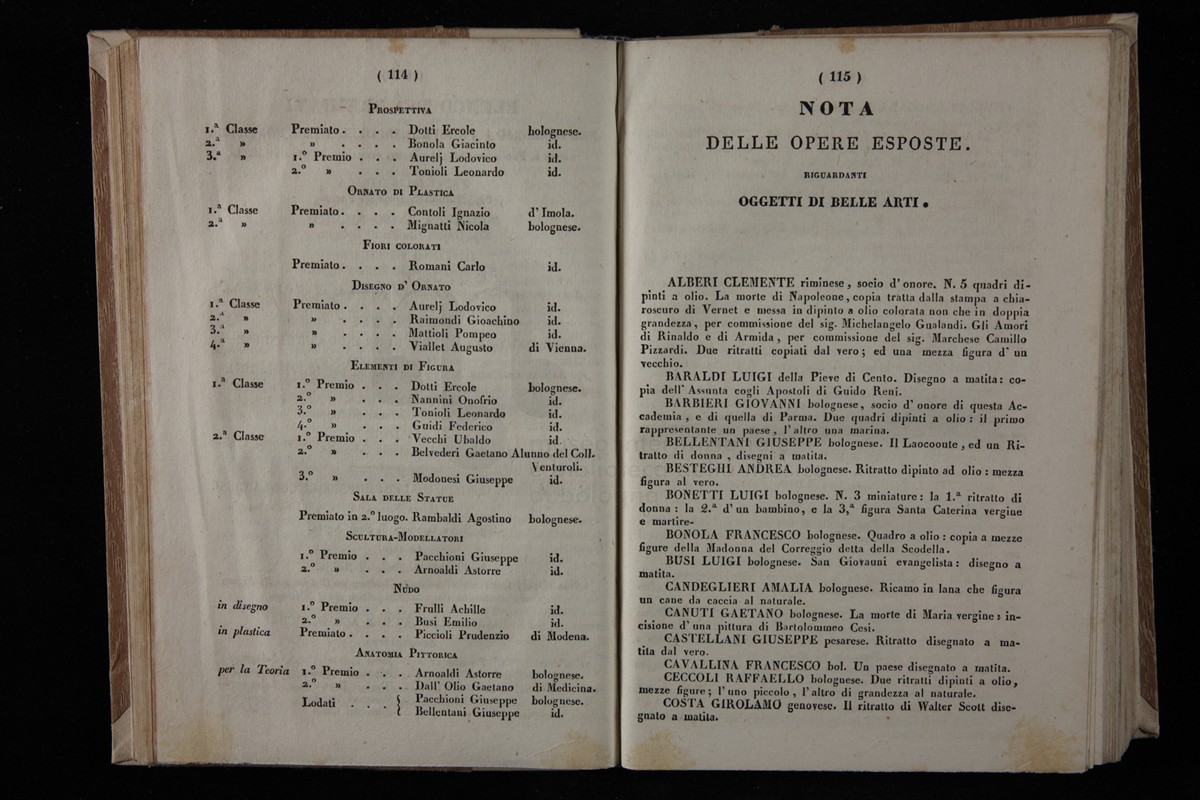 ( 114 )
Prospettiva
1.a Classe Premiato. . . . Dotti Ercole bolognese.
2.a » » . . . . Bonola Giacinto id.
3.a » 1.o Premio . . . Aurelj Lodovico id.
2.o » . . . Tonioli Leonardo id.
Ornato di Plastica
1.a Classe Premiato. . . . Contoli Ignazio d' Imola.
2.a » » . . . . Mignatti Nicola bolognese.
Fiori colorati
Premiato. . . . Romani Carlo id.
Disegno d' Ornato
1.a Classe Premiato. . . . Aurelj Lodovico id.
2.a » » . . . . Raimondi Gioachino id.
3.a » » . . . . Mattioli Pompeo id.
4.a » » . . . . Viallet Augusto di Vienna.
Elementi di Figura
1.a Classe 1.o Premio . . . Dotti Ercole bolognese.
2.o » . . . Nannini Onofrio id.
3.o » . . . Tonioli Leonardo id.
4.o » . . . Guidi Federico id.
2.a Classe 1.o Premio . . . Vecchi Ubaldo id.
2.o » . . . Belvederi Gaetano Alunno del Coll.
Venturoli.
3.o » . . . Modonesi Giuseppe id.
Sala delle Statue
Premiato in 2.o luogo. Rambaldi Agostino bolognese.
Scultura-Modellatori
1.o Premio . . . Pacchioni Giuseppe id.
2.o » . . . Arnoaldi Astorre id.
Nudo
in disegno 1.o Premio . . . Frulli Achille id.
2.o » . . . Busi Emilio id.
in plastica Premiato. . . . Piccioli Prudenzio di Modena.
Anatomia Pittorica
per la Teoria 1.o Premio . . . Arnoaldi Astorre bolognese.
2.o » . . . Dall' Olio Gaetano di Medicina.
Lodati . . . { Pacchioni Giuseppe bolognese.
Bellentani Giuseppe id.
( 115 )
NOTA
DELLE OPERE ESPOSTE.
RIGUARDANTI
OGGETTI DI BELLE ARTI.
ALBERI CLEMENTE riminese, socio d' onore. N. 5 quadri di-
pinti a olio. La morte di Napoleone, copia tratta dalla stampa a chia-
roscuro di Vernet e messa in dipinto a olio colorata non che in doppia
grandezza, per commissione del sig. Michelangelo Gualandi. Gli Amori
di Rinaldo e di Armida, per commissione del sig. Marchese Camillo
Pizzardi. Due ritratti copiati dal vero; ed una mezza figura d' un
vecchio.
BARALDI LUIGI della Pieve di Cento. Disegno a matita: co-
pia dell' Assunta cogli Apostoli di Guido Reni.
BARBIERI GIOVANNI bolognese, socio d' onore di questa Ac-
cademia, e di quella di Parma. Due quadri dipinti a olio: il primo
rappresentante un paese, l' altro una marina.
BELLENTANI GIUSEPPE bolognese. Il Laocoonte, ed un Ri-
tratto di donna, disegni a matita.
BESTEGHI ANDREA bolognese. Ritratto dipinto ad olio: mezza
figura al vero.
BONETTI LUIGI bolognese. N. 3 miniature: la 1.a ritratto di
donna: la 2.a d' un bambino, e la 3,a figura Santa Caterina vergine
e martire-
BONOLA FRANCESCO bolognese. Quadro a olio: copia a mezze
figure della Madonna del Correggio detta della Scodella.
BUSI LUIGI bolognese. San Giovanni evangelista: disegno a
matita.
CANDEGLIERI AMALIA bolognese. Ricamo in lana che figura
un cane da caccia al naturale.
CANUTI GAETANO bolognese. La morte di Maria vergine: in-
cisione d' una pittura di Bartolommeo Cesi.
CASTELLANI GIUSEPPE pesarese. Ritratto disegnato a ma-
tita dal vero.
CAVALLINA FRANCESCO bol. Un paese disegnato a matita.
CECCOLI RAFFAELLO bolognese. Due ritratti dipinti a olio,
mezze figure; l' uno piccolo, l' altro di grandezza al naturale.
COSTA GIROLAMO genovese. Il ritratto di Walter Scott dise-
gnato a matita.